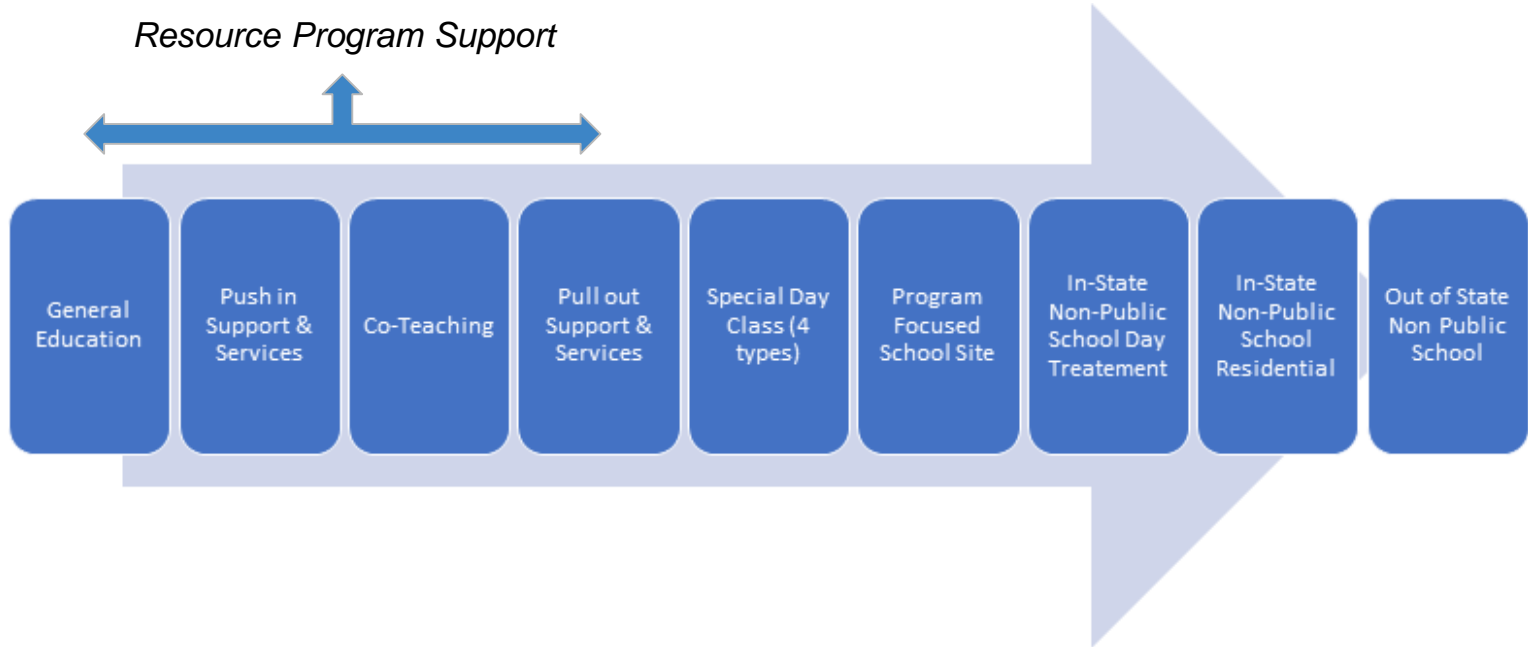 Resource Program Support
General
Education
Push in
Support &
Services
Co-Teaching
Pull out
Support &
Services
Special Day
Class (4
types)
Program
Focused
School Site
In-State
Non-Public
School Day
Treatement
In-State
Non-Public
School
Residential
Out of State
Non Public
School